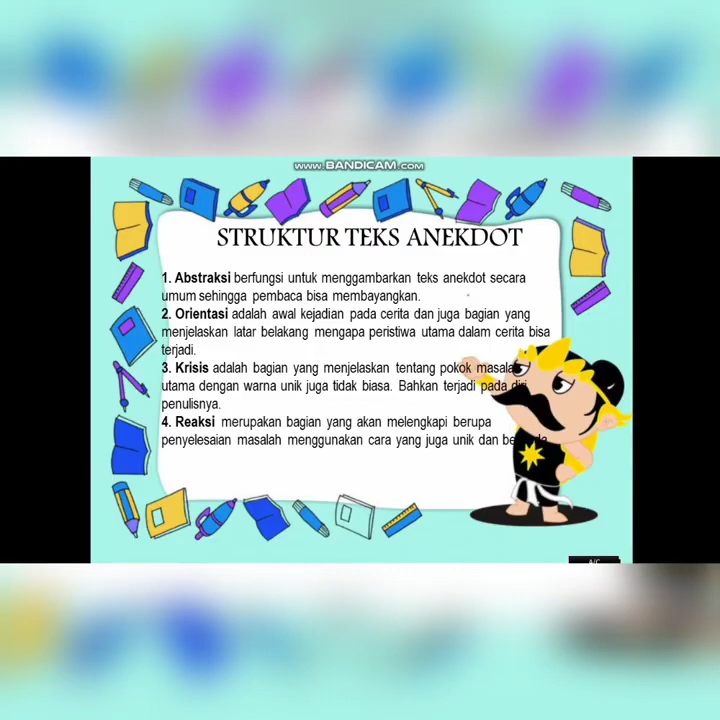 www.BANDICAM.com
STRUKTUR TEKS ANEKDOT
1. Abstraksi berfungsi untuk menggambarkan teks anekdot secara
umum sehingga pembaca bisa membayangkan.
2. Orientasi adalah awal kejadian pada cerita dan juga bagian yang
menjelaskan latar belakang mengapa peristiwa utama dalam cerita bisa
terjadi.
3. Krisis adalah bagian yang menjelaskan tentang pokok masalah
utama dengan warna unik juga tidak biasa. Bahkan terjadi pada diri
penulisnya.
4. Reaksi merupakan bagian yang akan melengkapi berupa
penyelesaian masalah menggunakan cara yang juga unik dan